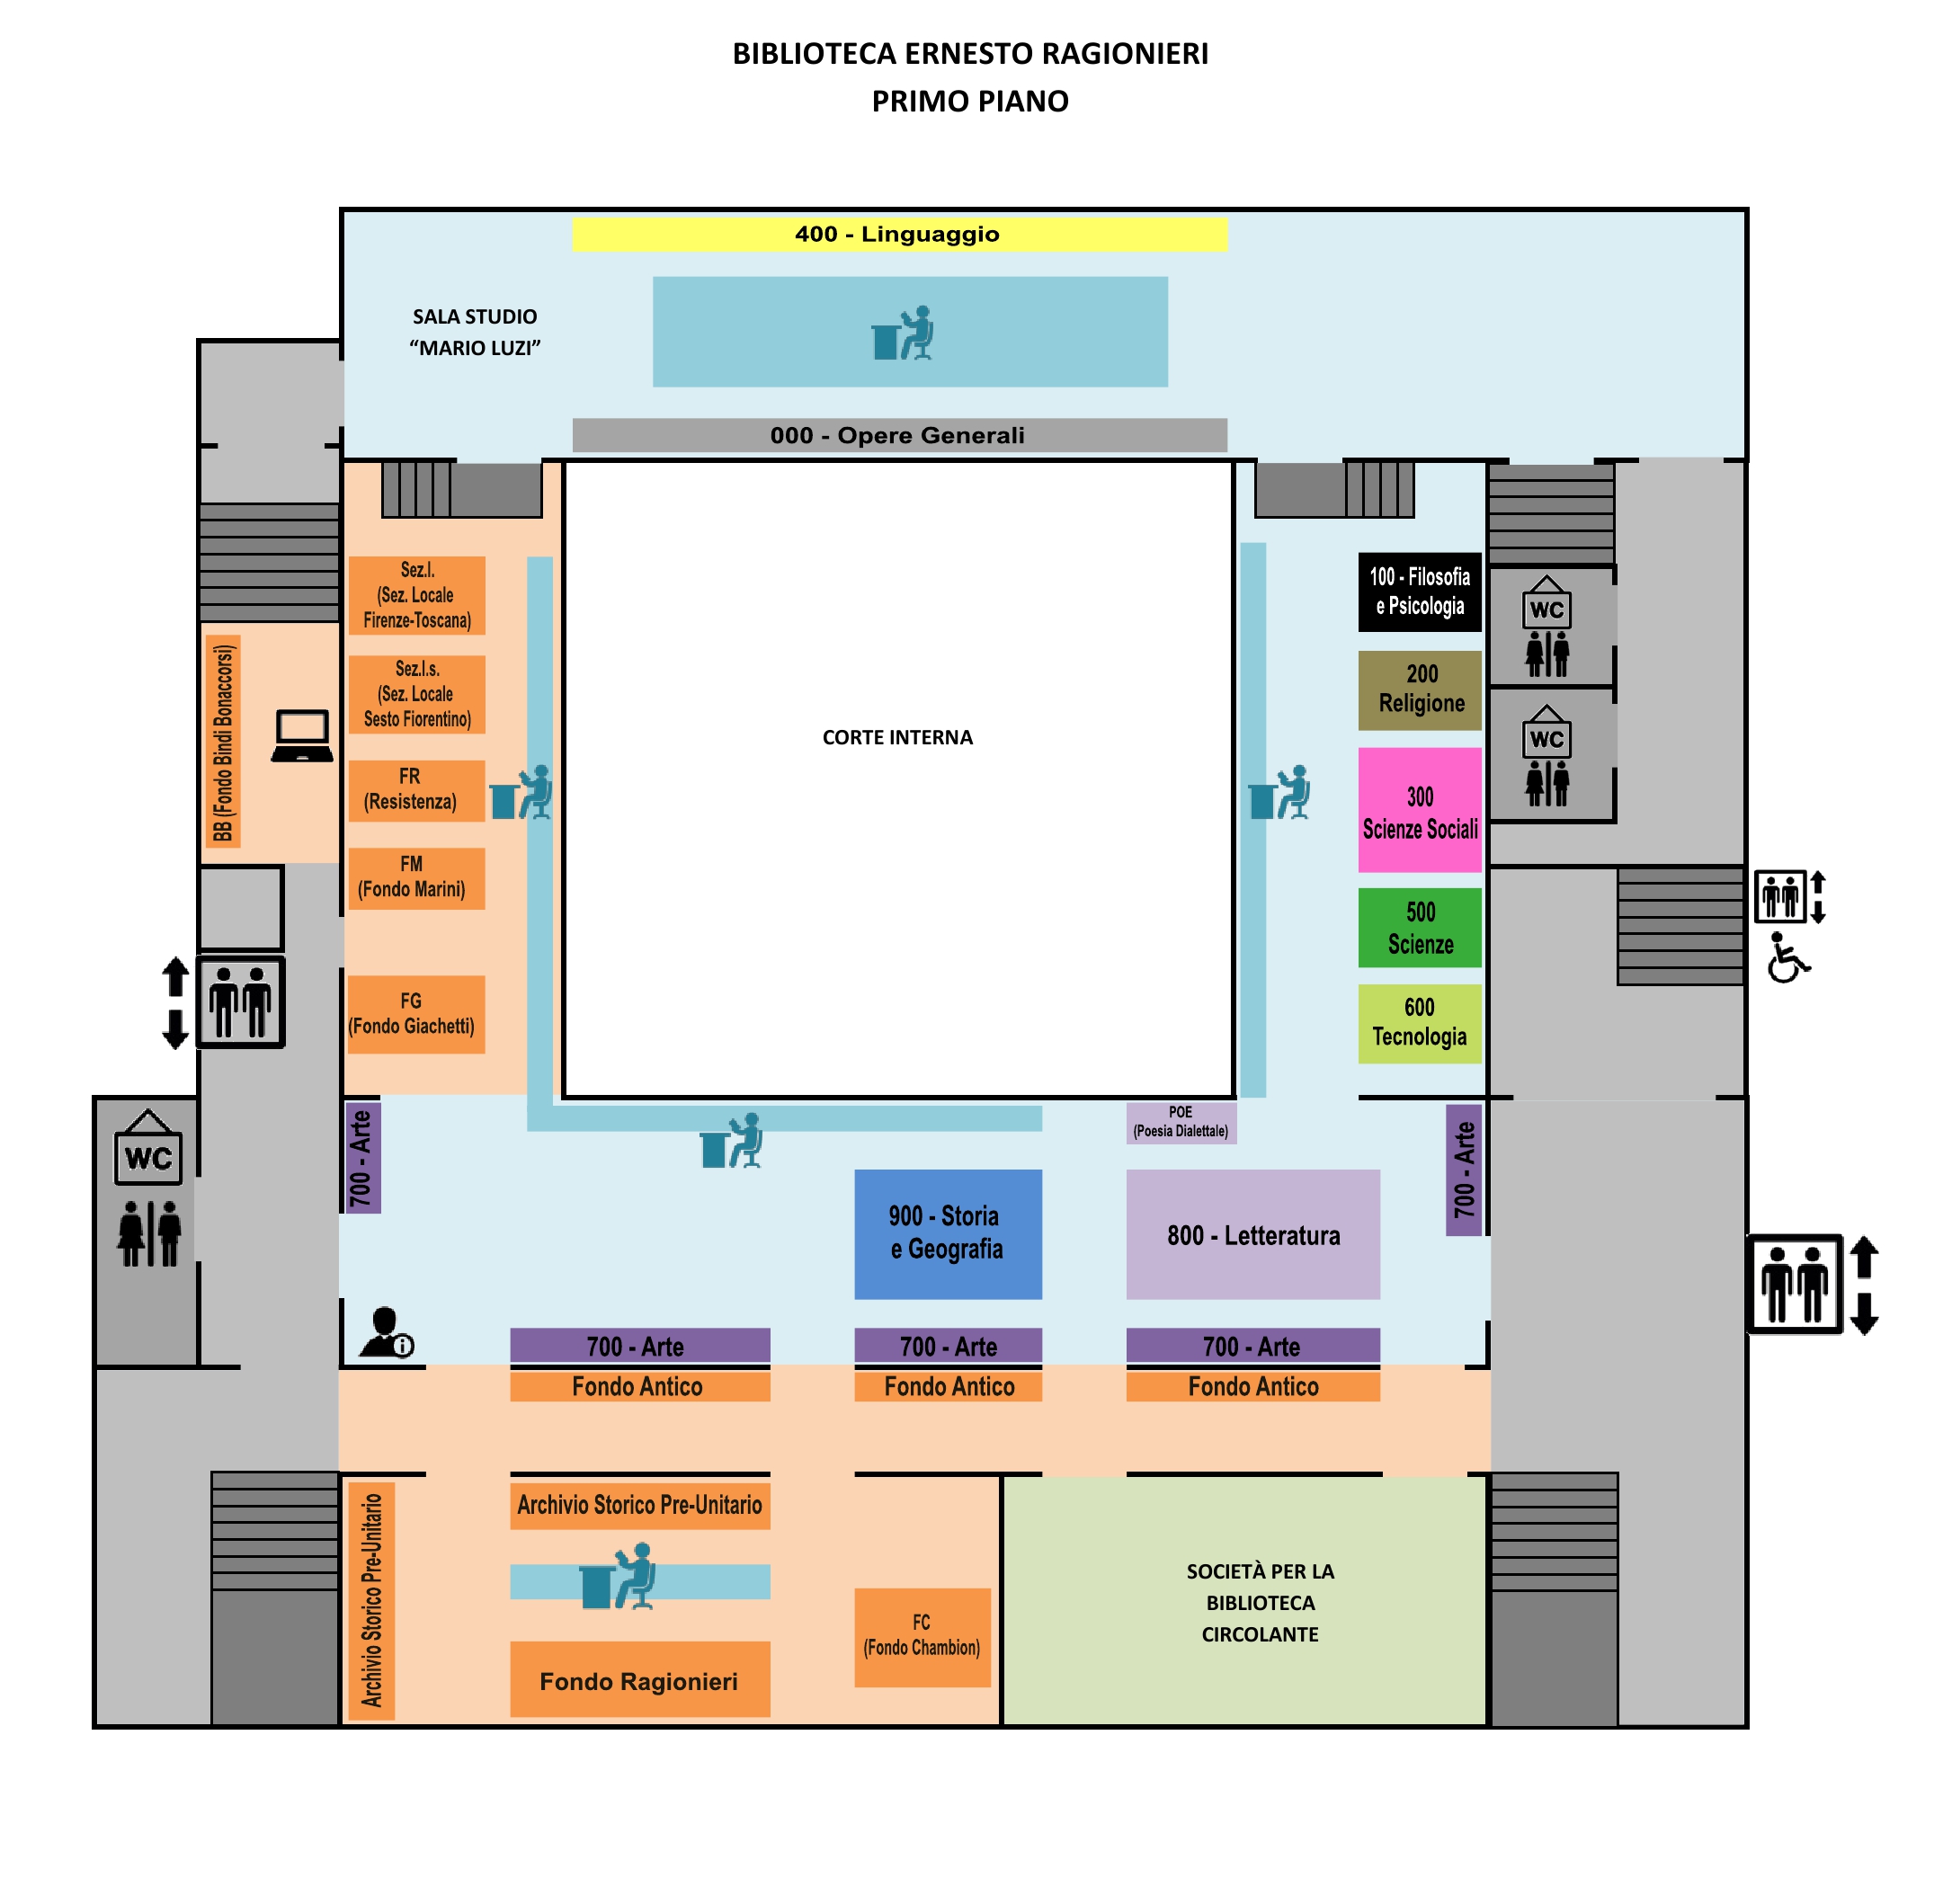 BIBLIOTECA ERNESTO RAGIONIERI
PRIMO PIANO
400 - Linguaggio
SALA STUDIO
“MARIO LUZI”
000 - Opere Generali
Sez.l.
(Sez. Locale
Firenze-Toscana)
Sez.l.s.
(Sez. Locale
Sesto Fiorentino)
BB (Fondo Bindi Bonaccorsi)
FR
(Resistenza)
FM
(Fondo Marini)
FG
(Fondo Giachetti)
CORTE INTERNA
100 - Filosofia
e Psicologia
200
Religione
300
Scienze Sociali
500
Scienze
600
Tecnologia
WC
WC
WC
700 - Arte
POE
(Poesia Dialettale)
700 - Arte
900 - Storia
e Geografia
800 - Letteratura
700 - Arte
700 - Arte
700 - Arte
Fondo Antico
Fondo Antico
Fondo Antico
Archivio Storico Pre-Unitario
Archivio Storico Pre-Unitario
Fondo Ragionieri
FC
(Fondo Chambion)
SOCIETÀ PER LA
BIBLIOTECA
CIRCOLANTE